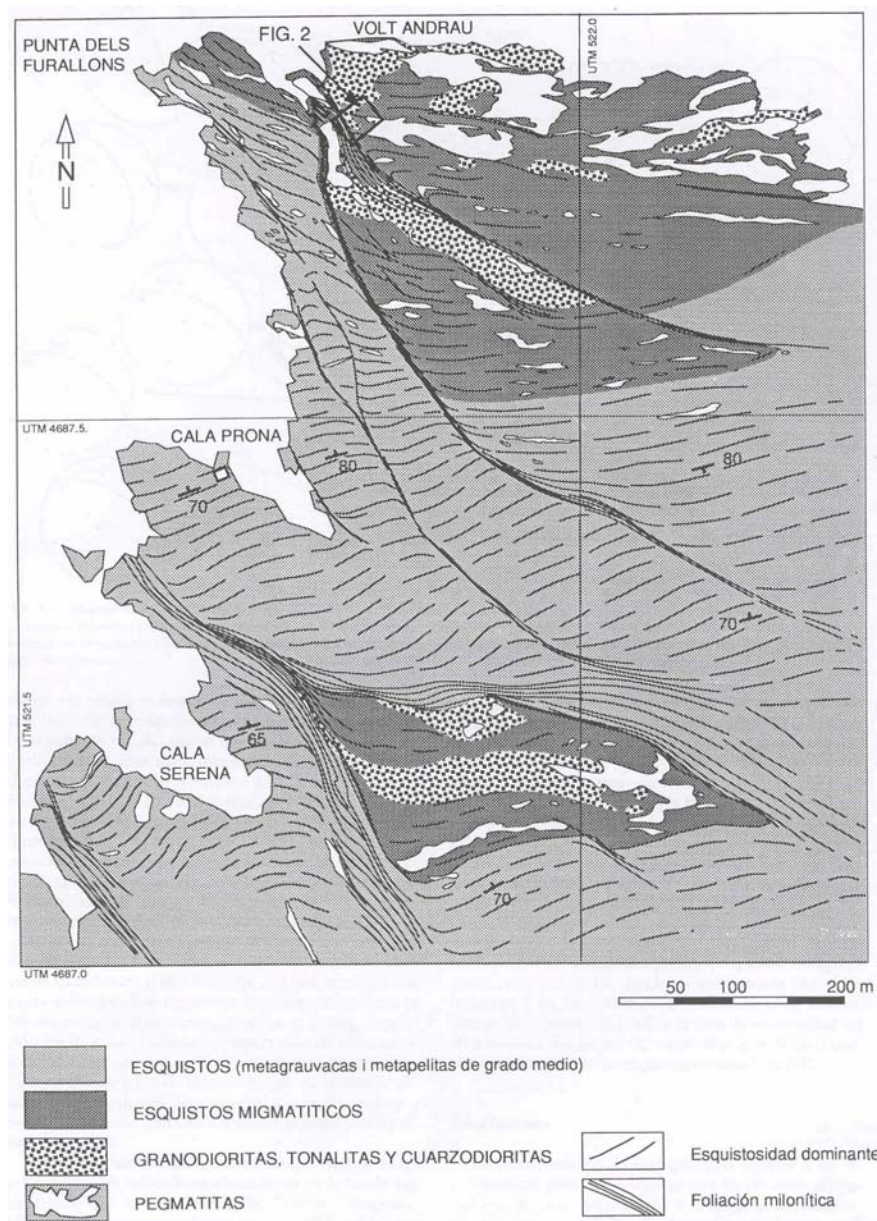 FIG. 2
VOLT ANDRAU
PUNTA DELS
FURALLONS
UTM 522.0
N
UTM 4687.5.
CALA PRONA
80
80
70
70
UTM 521.5
65
CALA
SERENA
70
UTM 4687.0
50 100 200 m
ESQUISTOS (metagrauvacas i metapelitas de grado medio)
ESQUISTOS MIGMATITICOS
GRANODIORITAS, TONALITAS Y CUARZODIORITAS
PEGMATITAS
Esquistosidad dominante
Foliación milonítica